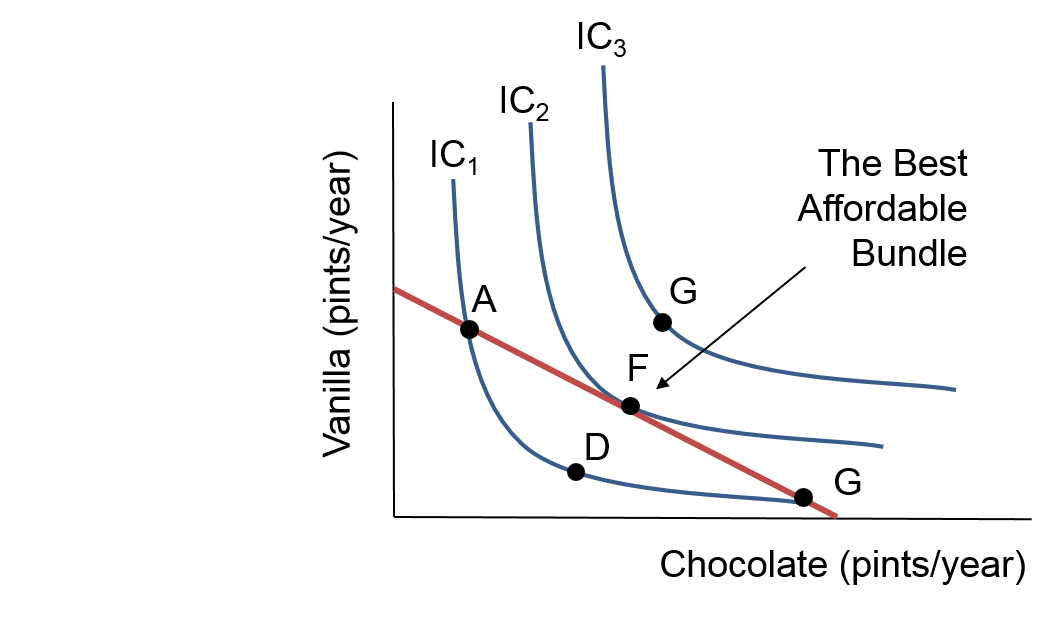 IC3
IC2
IC1
The Best
Affordable
Bundle
Vanilla (pints/year)
A
G
F
D
G
Chocolate (pints/year)